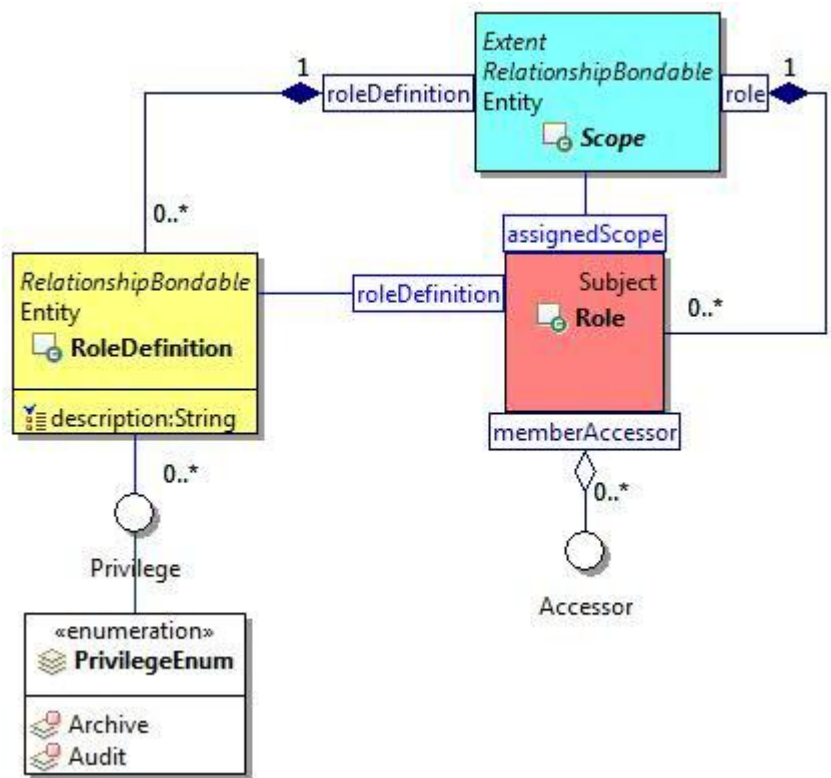 Extent
RelationshipBondable
Entity
Scope
1
roleDefinition
role
1
0..*
assignedScope
RelationshipBondable
Entity
RoleDefinition
description:String
roleDefinition
Subject
Role
0..*
memberAccessor
0..*
0..*
Privilege
Accessor
«enumeration»
PrivilegeEnum
Archive
Audit